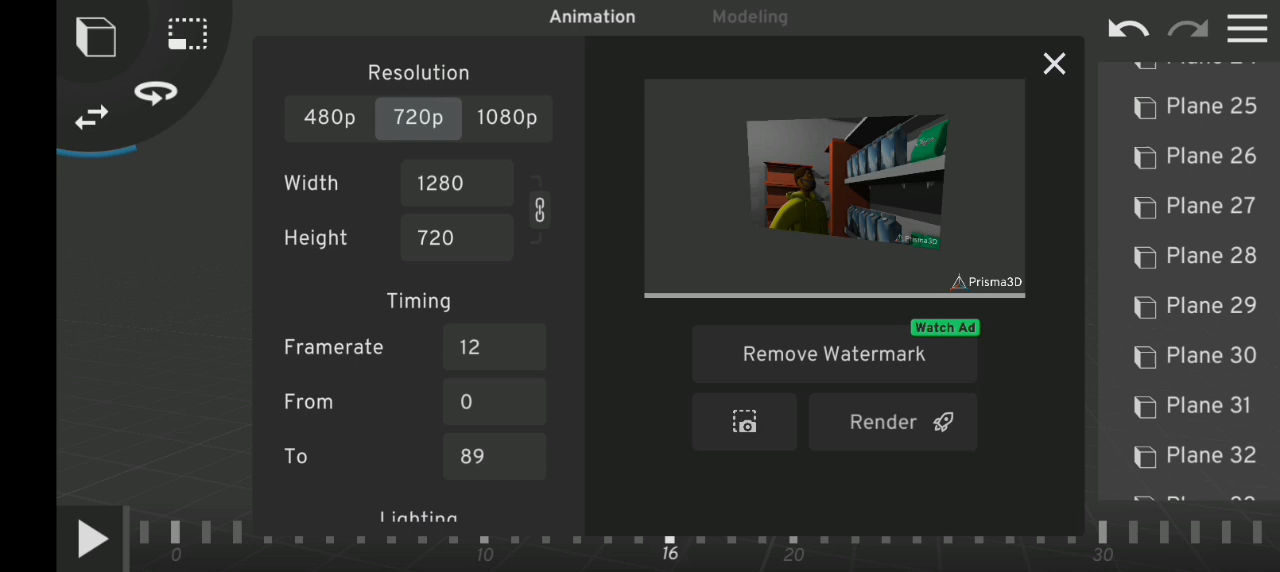 Animation
Modeling
Resolution
480p 720p 1080p
Width 1280
Height 720
Timing
Framerate 12
From 0
To 89
Lighting
Prisma3D
Prisma3D
Watch Ad
Remove Watermark
Render
Plane 25
Plane 26
Plane 27
Plane 28
Plane 29
Plane 30
Plane 31
Plane 32
0 10 16 20 30